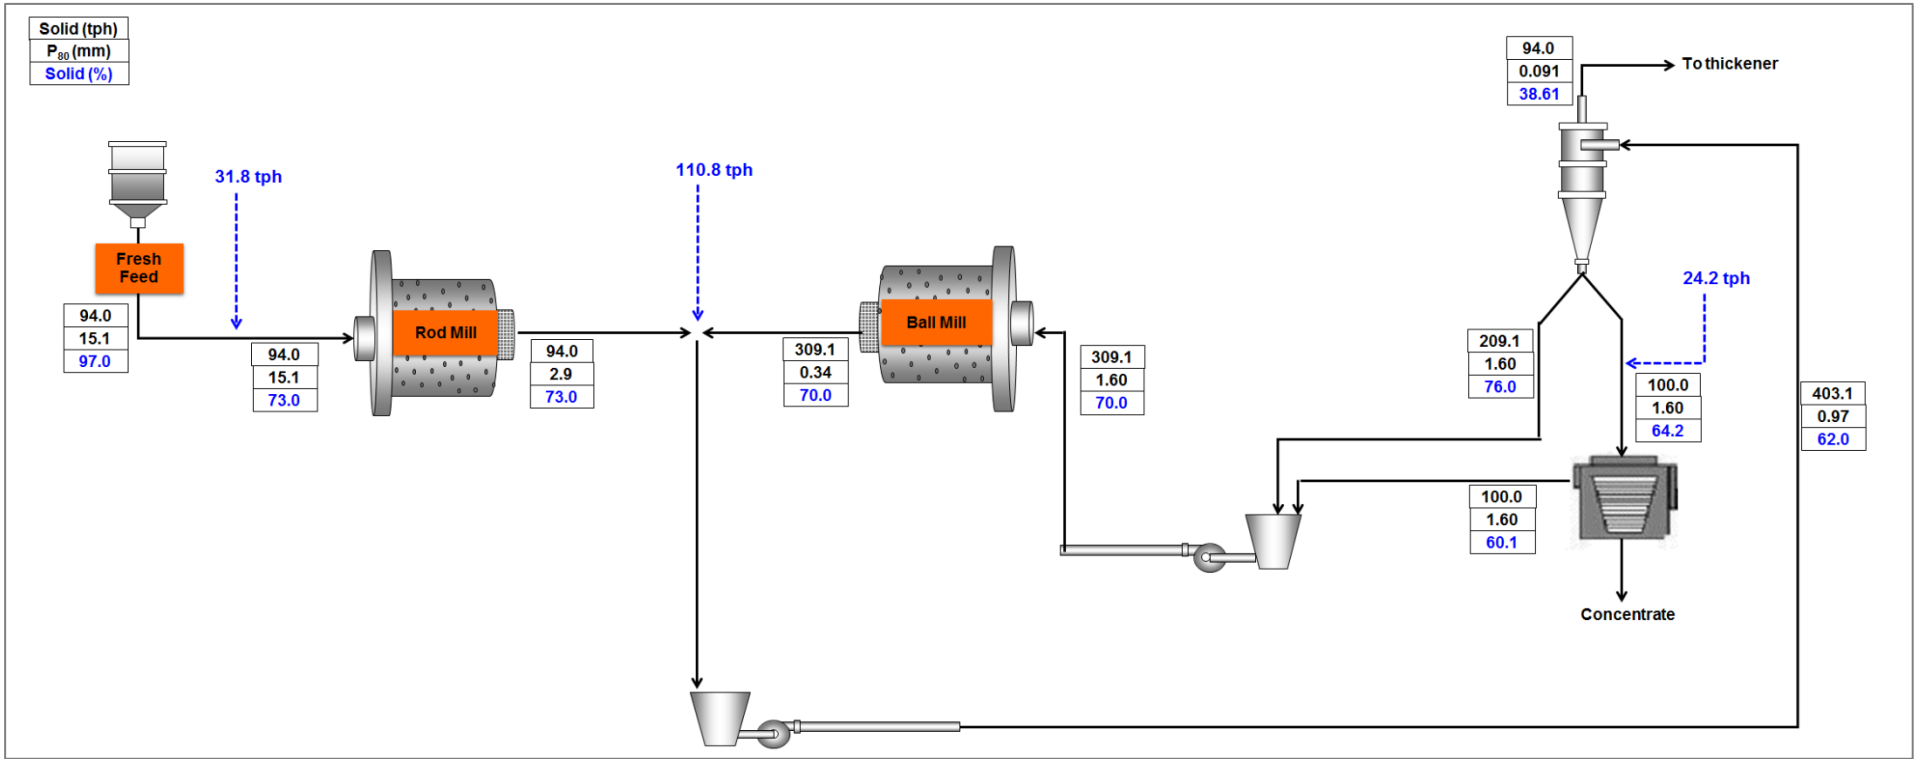 Solid (tph)
P80 (mm)
Solid (%)
94.0
0.091
38.61
To thickener
31.8 tph
110.8 tph
Fresh
Feed
94.0
15.1
97.0
94.0
15.1
73.0
Rod Mill
94.0
2.9
73.0
309.1
0.34
70.0
Ball Mill
309.1
1.60
70.0
209.1
1.60
76.0
24.2 tph
100.0
1.60
64.2
403.1
0.97
62.0
100.0
1.60
60.1
Concentrate